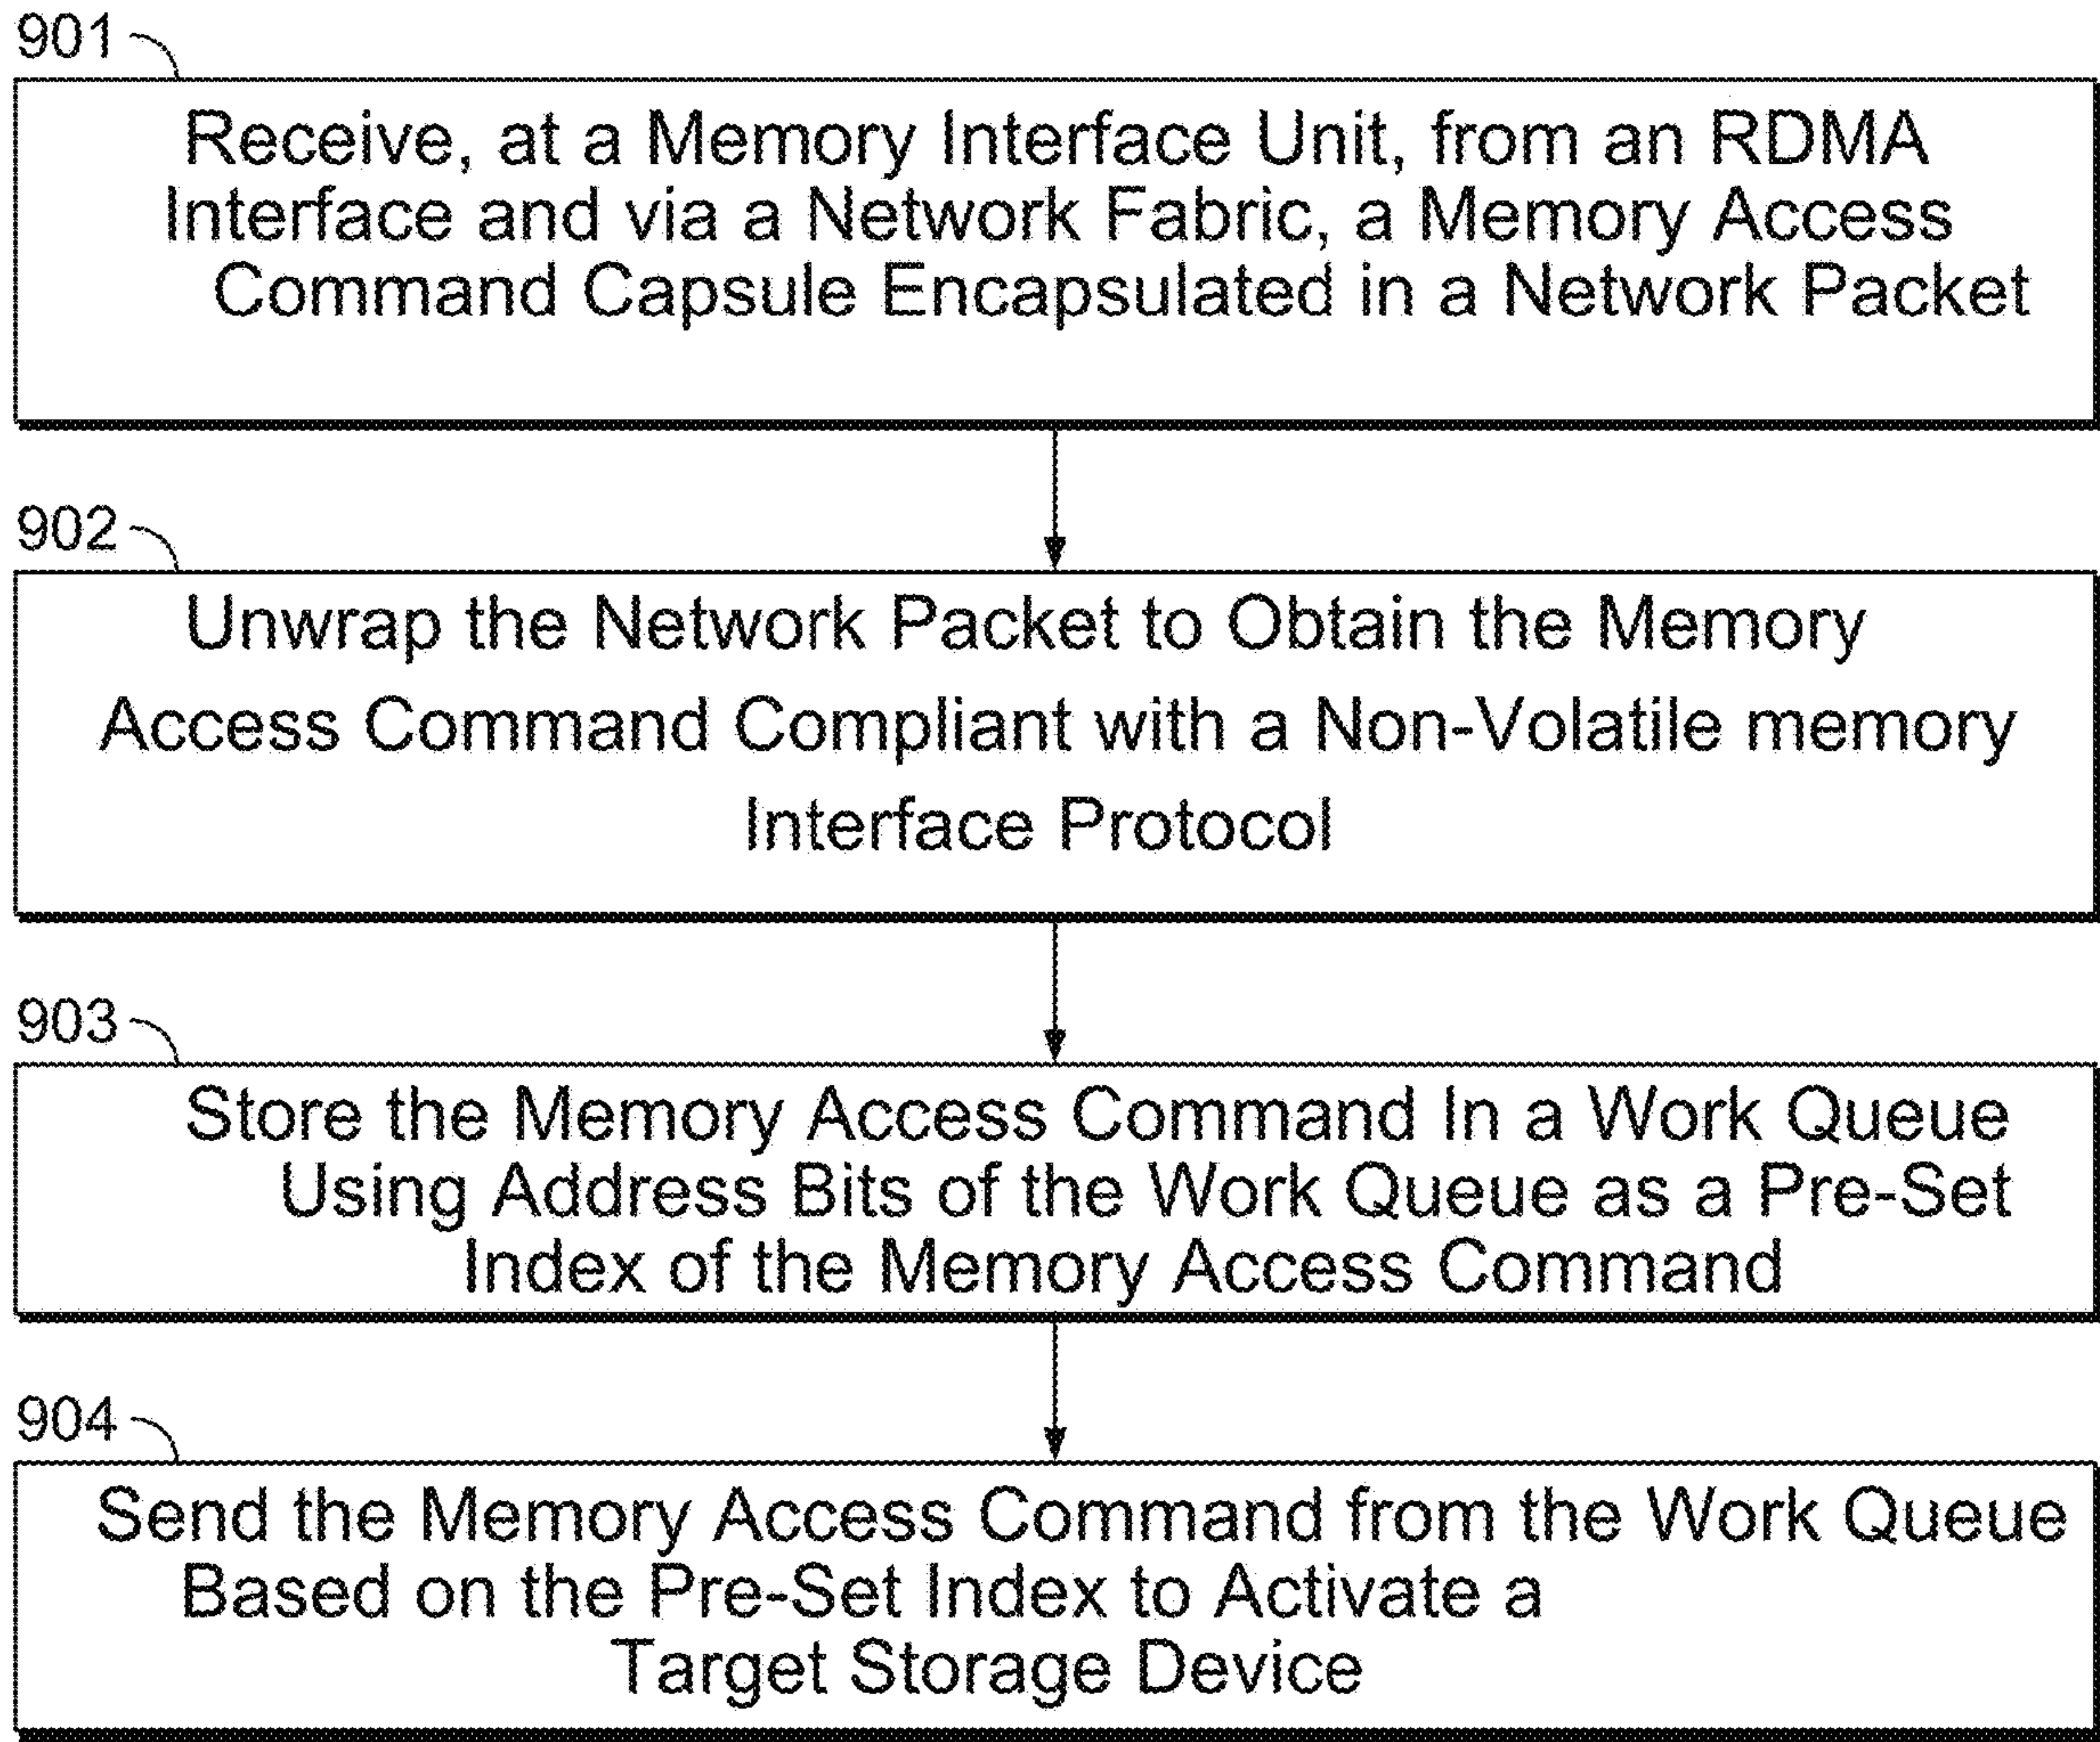 901
Receive, at a Memory Interface Unit, from an RDMA
Interface and via a Network Fabric, a Memory Access
Command Capsule Encapsulated in a Network Packet
902
Unwrap the Network Packet to Obtain the Memory
Access Command Compliant with a Non-Volatile memory
Interface Protocol
903
Store the Memory Access Command In a Work Queue
Using Address Bits of the Work Queue as a Pre-Set
Index of the Memory Access Command
904
Send the Memory Access Command from the Work Queue
Based on the Pre-Set Index to Activate a
Target Storage Device